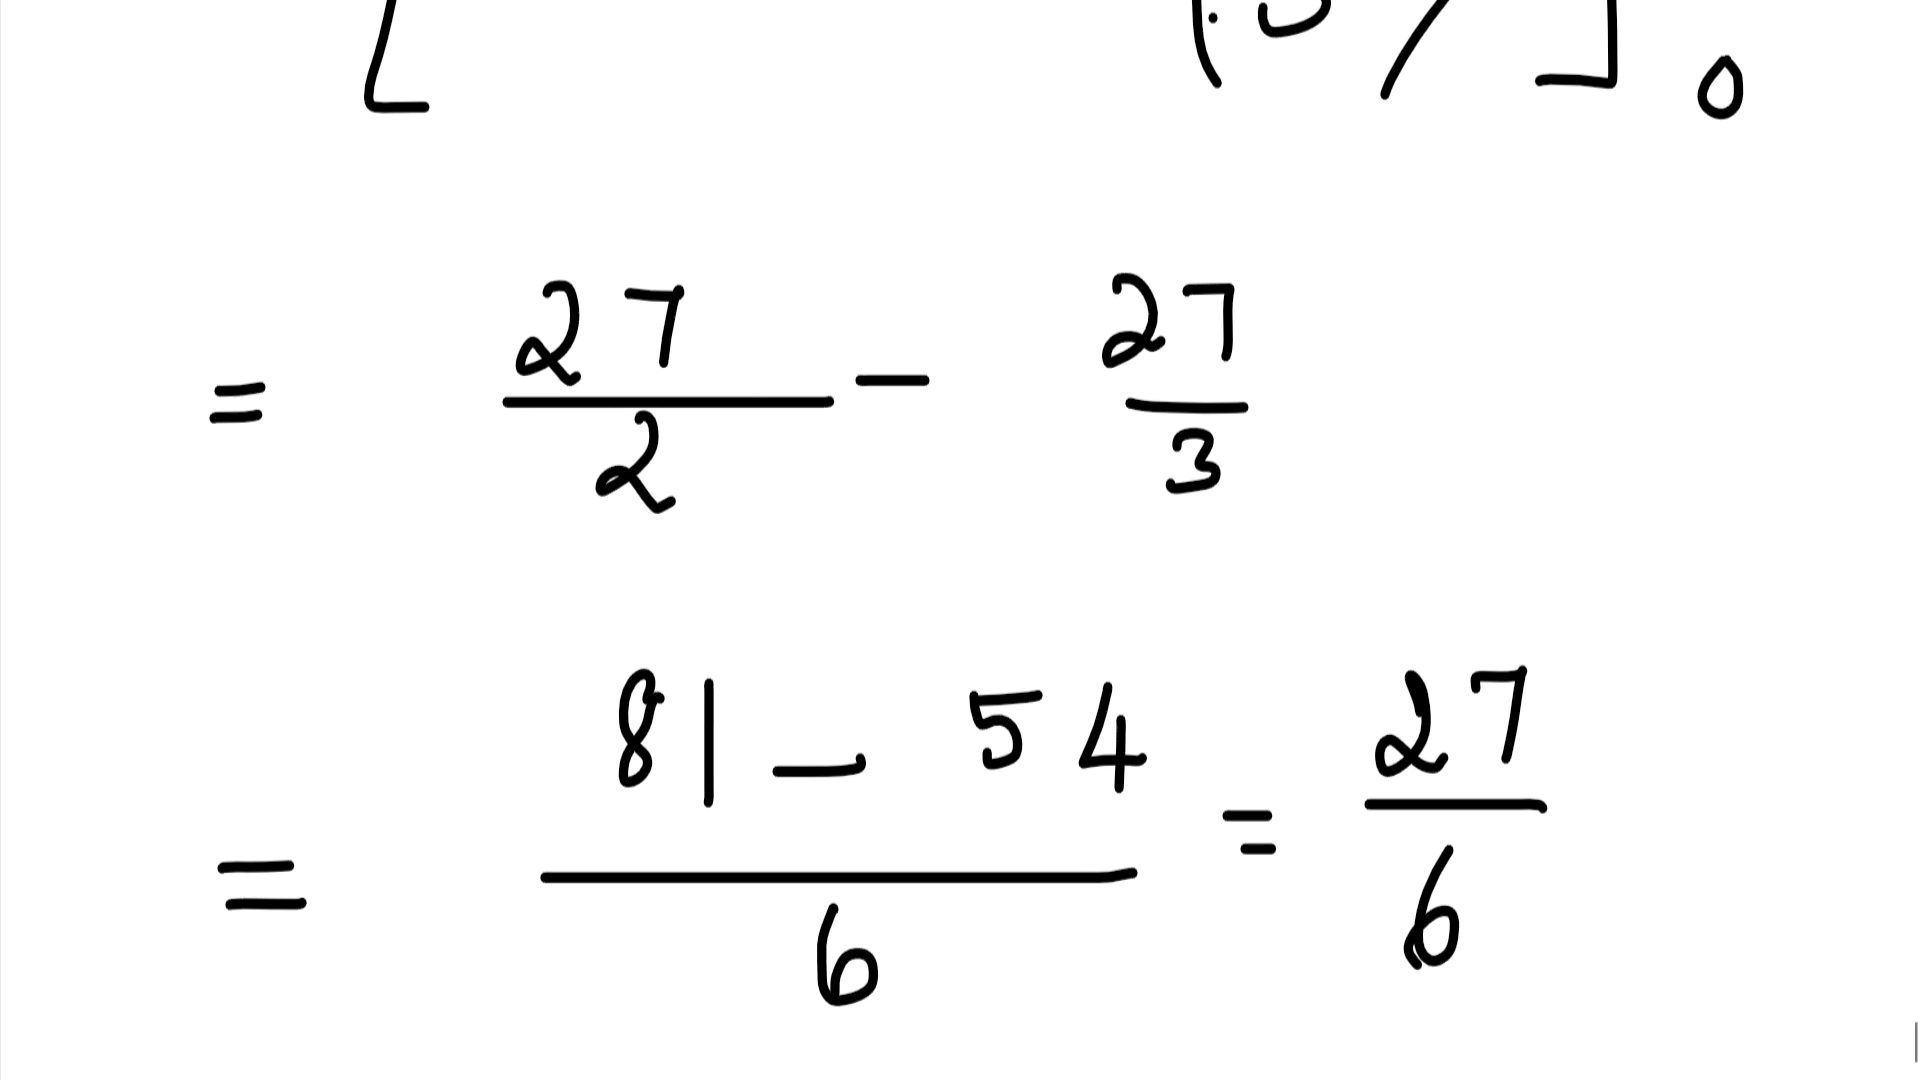 = 27/2 - 27/3
= (81 - 54)/6 = 27/6